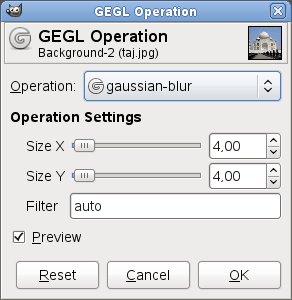 GEGL Operation
GEGL Operation
Background-2 (taj.jpg)
Operation: gaussian-blur
Operation Settings
Size X 4,00
Size Y 4,00
Filter auto
Preview
Reset Cancel OK